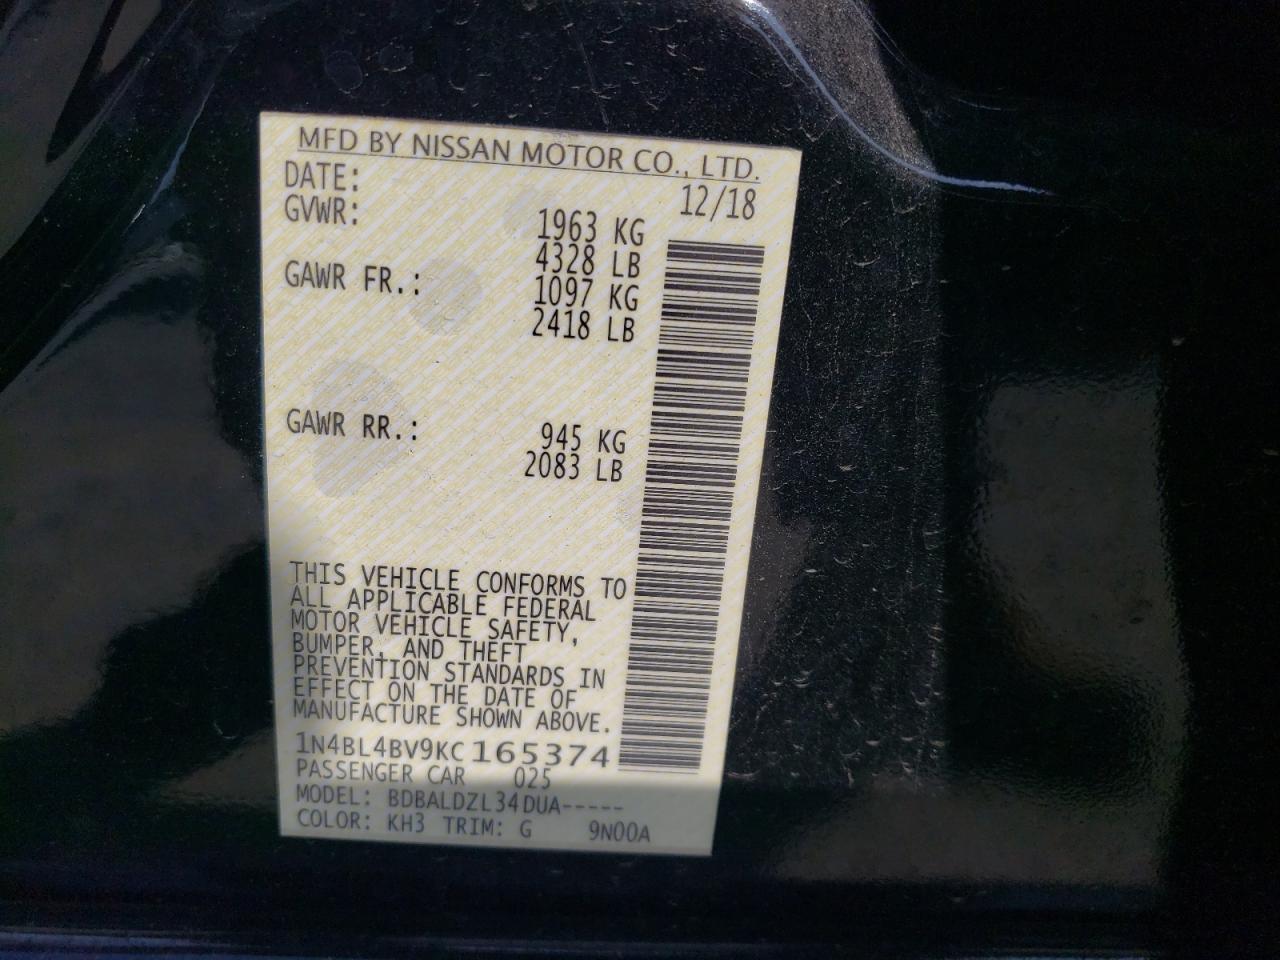 MFD BY NISSAN MOTOR CO., LTD.
DATE: 12/18
GVWR: 1963 KG
4328 LB
GAWR FR.: 1097 KG
2418 LB
GAWR RR.: 945 KG
2083 LB
THIS VEHICLE CONFORMS TO
ALL APPLICABLE FEDERAL
MOTOR VEHICLE SAFETY,
BUMPER, AND THEFT
PREVENTION STANDARDS IN
EFFECT ON THE DATE OF
MANUFACTURE SHOWN ABOVE.
1N4BL4BV9KC165374
PASSENGER CAR 025
MODEL: BDBALDZL34DUA-----
COLOR: KH3 TRIM: G 9N00A